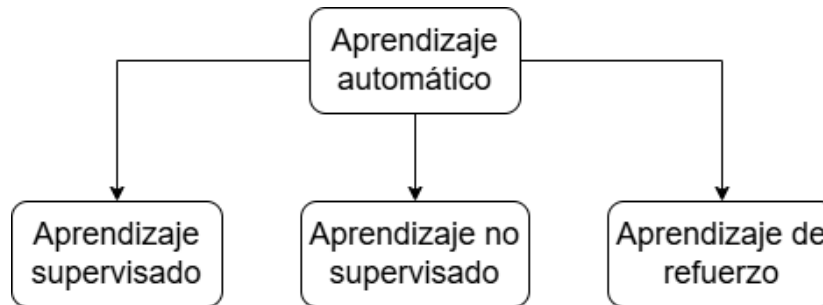 Aprendizaje
automático
Aprendizaje
supervisado
Aprendizaje no
supervisado
Aprendizaje de
refuerzo